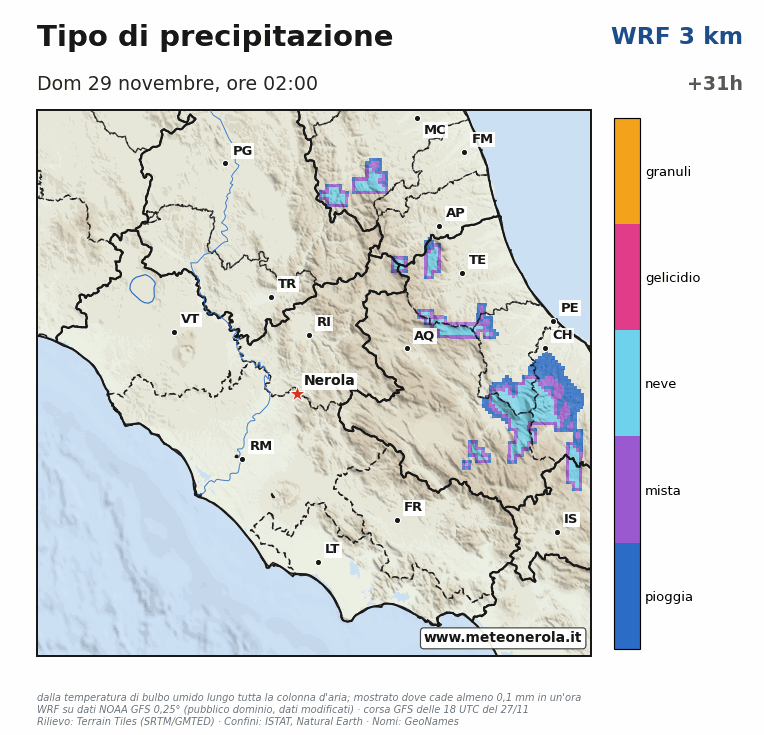 Tipo di precipitazione
WRF 3 km
Dom 29 novembre, ore 02:00
+31h
MC
FM
PG
AP
TE
TR
PE
VT
RI
AQ
CH
Nerola
RM
FR
IS
LT
www.meteonerola.it
granuli
gelicidio
neve
mista
pioggia
dalla temperatura di bulbo umido lungo tutta la colonna d'aria; mostrato dove cade almeno 0,1 mm in un'ora
WRF su dati NOAA GFS 0,25° (pubblico dominio, dati modificati) · corsa GFS delle 18 UTC del 27/11
Rilievo: Terrain Tiles (SRTM/GMTED) · Confini: ISTAT, Natural Earth · Nomi: GeoNames